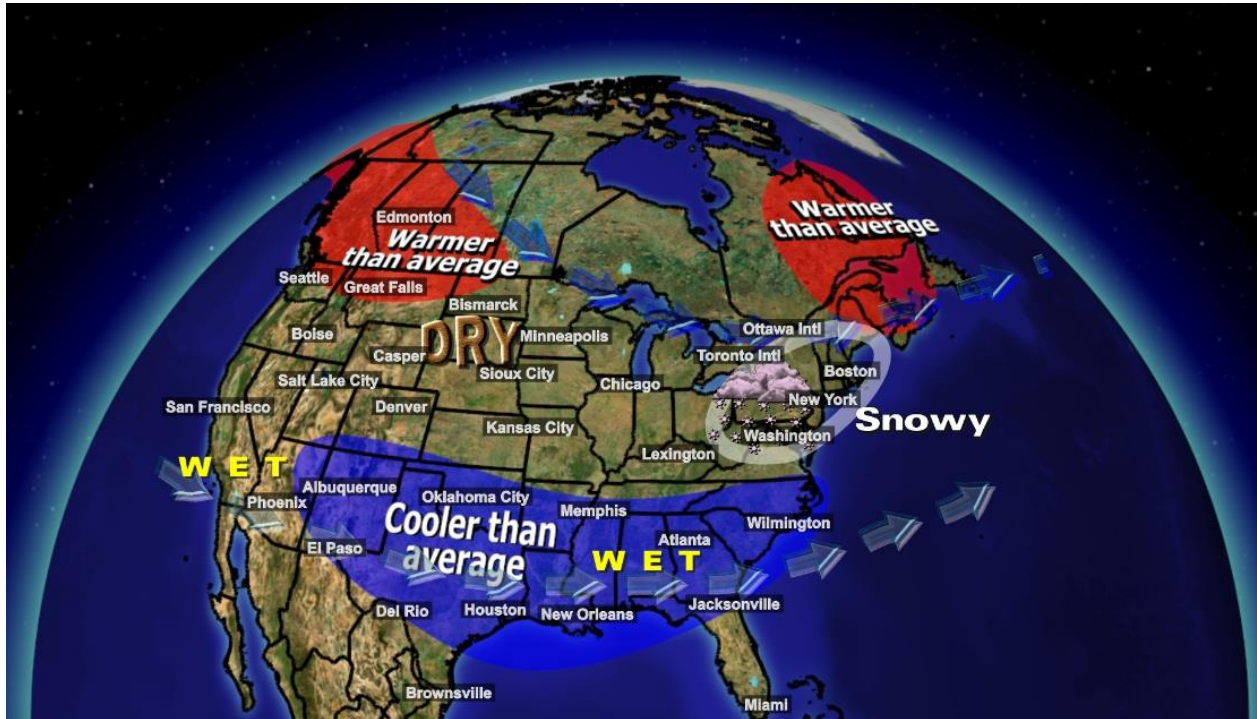 Edmonton
Warmer
than average
Warmer
than average
Seattle
Great Falls
Bismarck
Boise
DRY
Minneapolis
Ottawa Intl
Casper
Toronto Intl
Salt Lake City
Sioux City
Chicago
Boston
San Francisco
Denver
New York
Snowy
Kansas City
Washington
Lexington
WET
Phoenix
Albuquerque
Oklahoma City
Memphis
Cooler than
average
Wilmington
El Paso
Atlanta
WET
Del Rio
Houston
New Orleans
Jacksonville
Brownsville
Miami